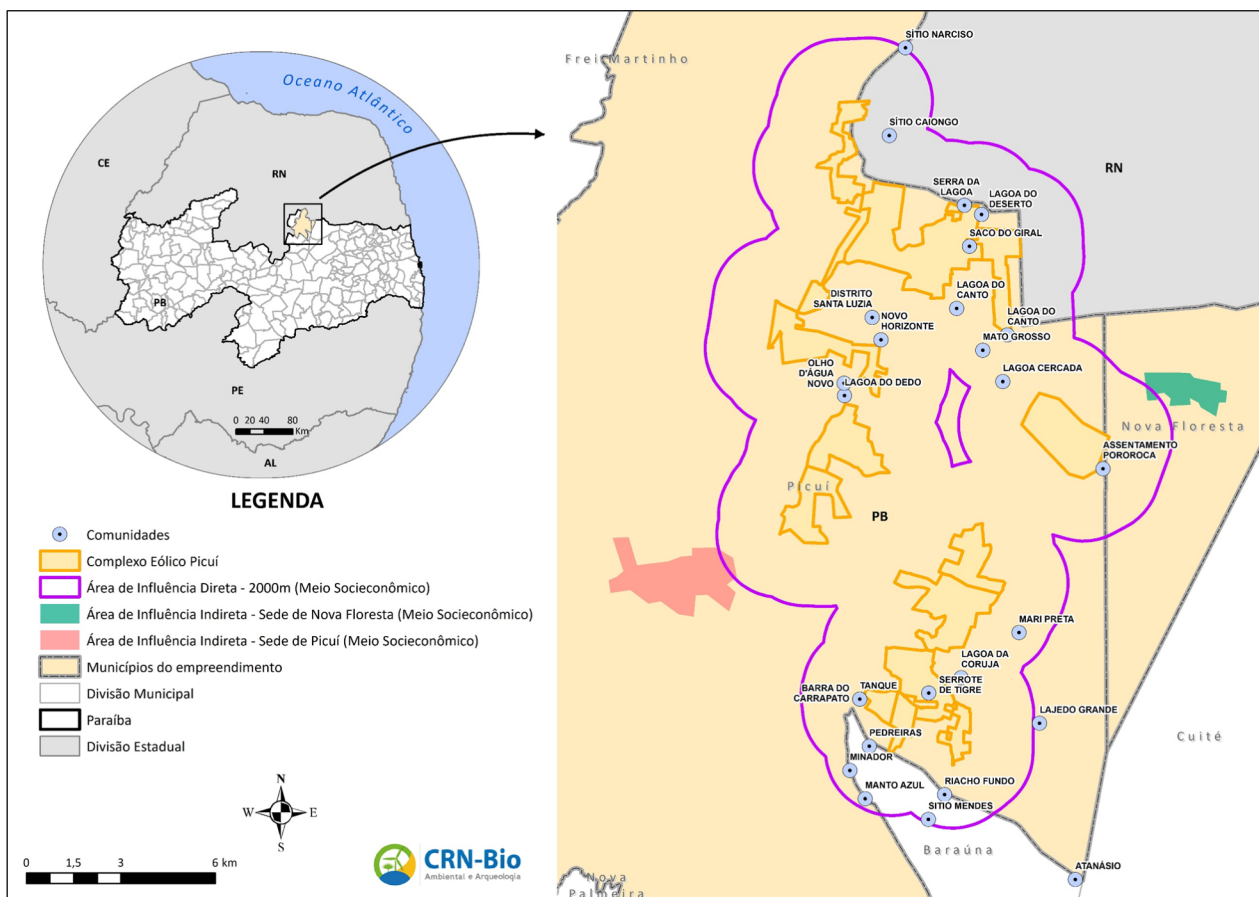 Oceano Atlântico
CE
RN
PB
PE
AL
0 20 40 80
Km
LEGENDA
Comunidades
Complexo Eólico Picuí
Área de Influência Direta - 2000m (Meio Socieconômico)
Área de Influência Indireta - Sede de Nova Floresta (Meio Socieconômico)
Área de Influência Indireta - Sede de Picuí (Meio Socieconômico)
Municípios do empreendimento
Divisão Municipal
Paraíba
Divisão Estadual
N
W E
S
0 1,5 3 6 km
CRN-Bio
Ambiental e Arqueologia
SÍTIO NARCISO
Frei Martinho
SÍTIO CAIONGO
RN
SERRA DA
LAGOA
LAGOA DO
DESERTO
SACO DO GIRAL
LAGOA DO
CANTO
DISTRITO
SANTA LUZIA
NOVO
HORIZONTE
LAGOA DO
CANTO
MATO GROSSO
OLHO
D'ÁGUA
NOVO
LAGOA DO DEDO
LAGOA CERCADA
Nova Floresta
ASSENTAMENTO
POROROCA
Picuí
PB
MARI PRETA
LAGOA DA
CORUJA
SERROTE
DE TIGRE
BARRA DO
CARRAPATO
TANQUE
LAJEDO GRANDE
Cuité
PEDREIRAS
MINADOR
MANTO AZUL
RIACHO FUNDO
SITIO MENDES
Baraúna
ATANÁSIO
Nova
Palmeira